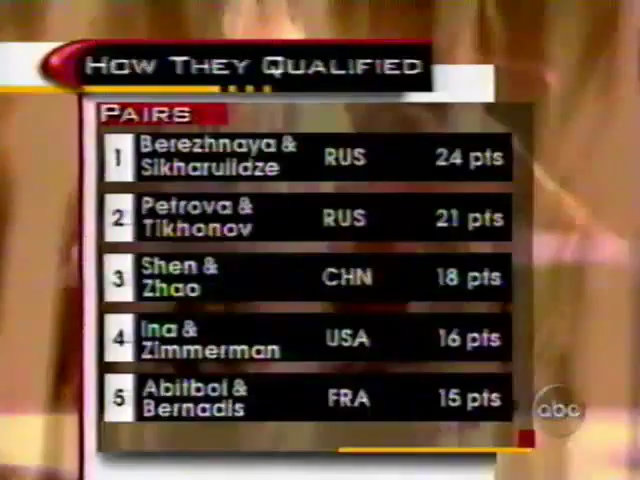 How They Qualified
Pairs
1 Berezhnaya & Sikharulidze RUS 24 pts
2 Petrova & Tikhonov RUS 21 pts
3 Shen & Zhao CHN 18 pts
4 Ina & Zimmerman USA 16 pts
5 Abitbol & Bernadis FRA 15 pts
abc